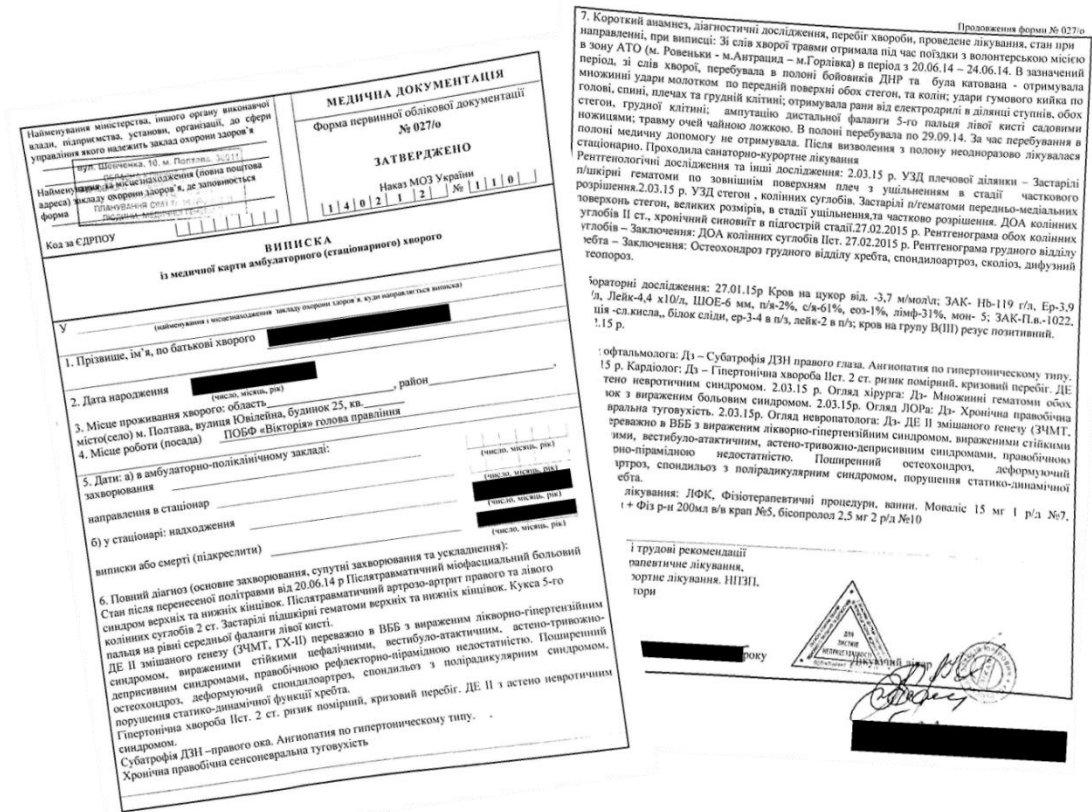 Найменування міністерства, іншого органу виконавчої
влади, підприємства, установи, організації, до сфери
управління якого належить заклад охорони здоров'я
вул. Шевченка, 10, м. Полтава,
Найменування та місцезнаходження (повна поштова
адреса) закладу охорони здоров'я, де заповнюється
форма
Код за ЄДРПОУ
МЕДИЧНА ДОКУМЕНТАЦІЯ
Форма первинної облікової документації
№ 027/о
ЗАТВЕРДЖЕНО
Наказ МОЗ України
140212 № 110
ВИПИСКА
із медичної карти амбулаторного (стаціонарного) хворого
У
(найменування і місцезнаходження закладу охорони здоров'я, куди направляється виписка)
1. Прізвище, ім'я, по батькові хворого
2. Дата народження
(число, місяць, рік)
3. Місце проживання хворого: область , район ,
місто(село) м. Полтава, вулиця Ювілейна, будинок 25, кв.
4. Місце роботи (посада) ПОБФ «Вікторія» голова правління
5. Дати: а) в амбулаторно-поліклінічному закладі:
захворювання
(число, місяць, рік)
направлення в стаціонар
(число, місяць, рік)
б) у стаціонарі: надходження
(число, місяць, рік)
виписки або смерті (підкреслити)
(число, місяць, рік)
6. Повний діагноз (основне захворювання, супутні захворювання та ускладнення):
Стан після перенесеної політравми від 20.06.14 р Післятравматичний міофасциальний больовий
синдром верхніх та нижніх кінцівок. Післятравматичний артрозо-артрит правого та лівого
колінних суглобів 2 ст. Застарілі підшкірні гематоми верхніх та нижніх кінцівок. Кукса 5-го
пальця на рівні середньої фаланги лівої кисті.
ДЕ II змішаного генезу (ЗЧМТ, ГХ-II) переважно в ВББ з вираженим лікворно-гіпертензійним
синдромом, вираженими стійкими цефалічними, вестибуло-атактичним, астено-тривожно-
деприсивним синдромами, правобічною рефлекторно-пірамідною недостатністю. Поширенний
остеохондроз, деформуючий спондилоартроз, спондильоз з полірадикулярним синдромом,
порушення статико-динамічної функції хребта.
Гіпертонічна хвороба IIст. 2 ст. ризик помірний, кризовий перебіг. ДЕ II з астено невротичним
синдромом.
Субатрофія ДЗН –правого ока. Ангиопатия по гипертоническому типу.
Хронічна правобічна сенсоневральна туговухість
Продовження форми № 027/о
7. Короткий анамнез, діагностичні дослідження, перебіг хвороби, проведене лікування, стан при
направленні, при виписці: Зі слів хворої травми отримала під час поїздки з волонтерською місією
в зону АТО (м. Ровеньки - м.Антрацид – м.Горлівка) в період з 20.06.14 – 24.06.14. В зазначений
період, зі слів хворої, перебувала в полоні бойовиків ДНР та була катована - отримувала
множинні удари молотком по передній поверхні обох стегон, та колін; удари гумового кийка по
голові, спині, плечах та грудній клітині; отримувала рани від електродрилі в ділянці ступнів, обох
стегон, грудної клітині; ампутацію дистальної фаланги 5-го пальця лівої кисті садовими
ножицями; травму очей чайною ложкою. В полоні перебувала по 29.09.14. За час перебування в
полоні медичну допомогу не отримувала. Після визволення з полону неодноразово лікувалася
стаціонарно. Проходила санаторно-курортне лікування
Рентгенологічні дослідження та інші дослідження: 2.03.15 р. УЗД плечової ділянки – Застарілі
п/шкірні гематоми по зовнішнім поверхням плеч з ущільненням в стадії часткового
розрішення.2.03.15 р. УЗД стегон , колінних суглобів. Застарілі п/гематоми передньо-медіальних
поверхонь стегон, великих розмірів, в стадії ущільнення,та частково розрішення. ДОА колінних
суглобів II ст., хронічний синовиїт в підгострій стадії.27.02.2015 р. Рентгенограма обох колінних
углобів – Заключення: ДОА колінних суглобів IIст. 27.02.2015 р. Рентгенограма грудного відділу
ребта – Заключення: Остеохондроз грудного відділу хребта, спондилоартроз, сколіоз, дифузний
теопороз.
ораторні дослідження: 27.01.15р Кров на цукор від. -3,7 м/мол\л; ЗАК- Hb-119 г/л, Ер-3,9
/л, Лейк-4,4 х10/л, ШОЕ-6 мм, п/я-2%, с/я-61%, еоз-1%, лімф-31%, мон- 5; ЗАК-П.в.-1022,
ція -сл.кисла,, білок сліди, ер-3-4 в п/з, лейк-2 в п/з; кров на групу В(III) резус позитивний.
.15 р.
офтальмолога: Дз – Субатрофія ДЗН правого глаза. Ангиопатия по гипертоническому типу.
15 р. Кардіолог: Дз – Гіпертонічна хвороба IIст. 2 ст. ризик помірний, кризовий перебіг. ДЕ
тено невротичним синдромом. 2.03.15 р. Огляд хірурга: Дз- Множинні гематоми обох
ок з вираженим больовим синдромом. 2.03.15р. Огляд ЛОРа: Дз- Хронічна правобічна
вральна туговухість. 2.03.15р. Огляд невропатолога: Дз- ДЕ II змішаного генезу (ЗЧМТ,
ереважно в ВББ з вираженим лікворно-гіпертензійним синдромом, вираженими стійкими
ими, вестибуло-атактичним, астено-тривожно-деприсивним синдромами, правобічною
рно-пірамідною недостатністю. Поширенний остеохондроз, деформуючий
артроз, спондильоз з полірадикулярним синдромом, порушення статико-динамічної
ебта.
лікування: ЛФК, Фізіотерапевтичні процедури, ванни. Моваліс 15 мг 1 р/д №7,
+ Фіз р-н 200мл в/в крап №5, бісопролол 2,5 мг 2 р/д №10
і трудові рекомендації
рапевтичне лікування,
ортне лікування. НПЗП,
тори
року
ДЛЯ
ЛИСТКІВ
НЕПРАЦЕЗДАТНОСТІ
Лікуючий лікар